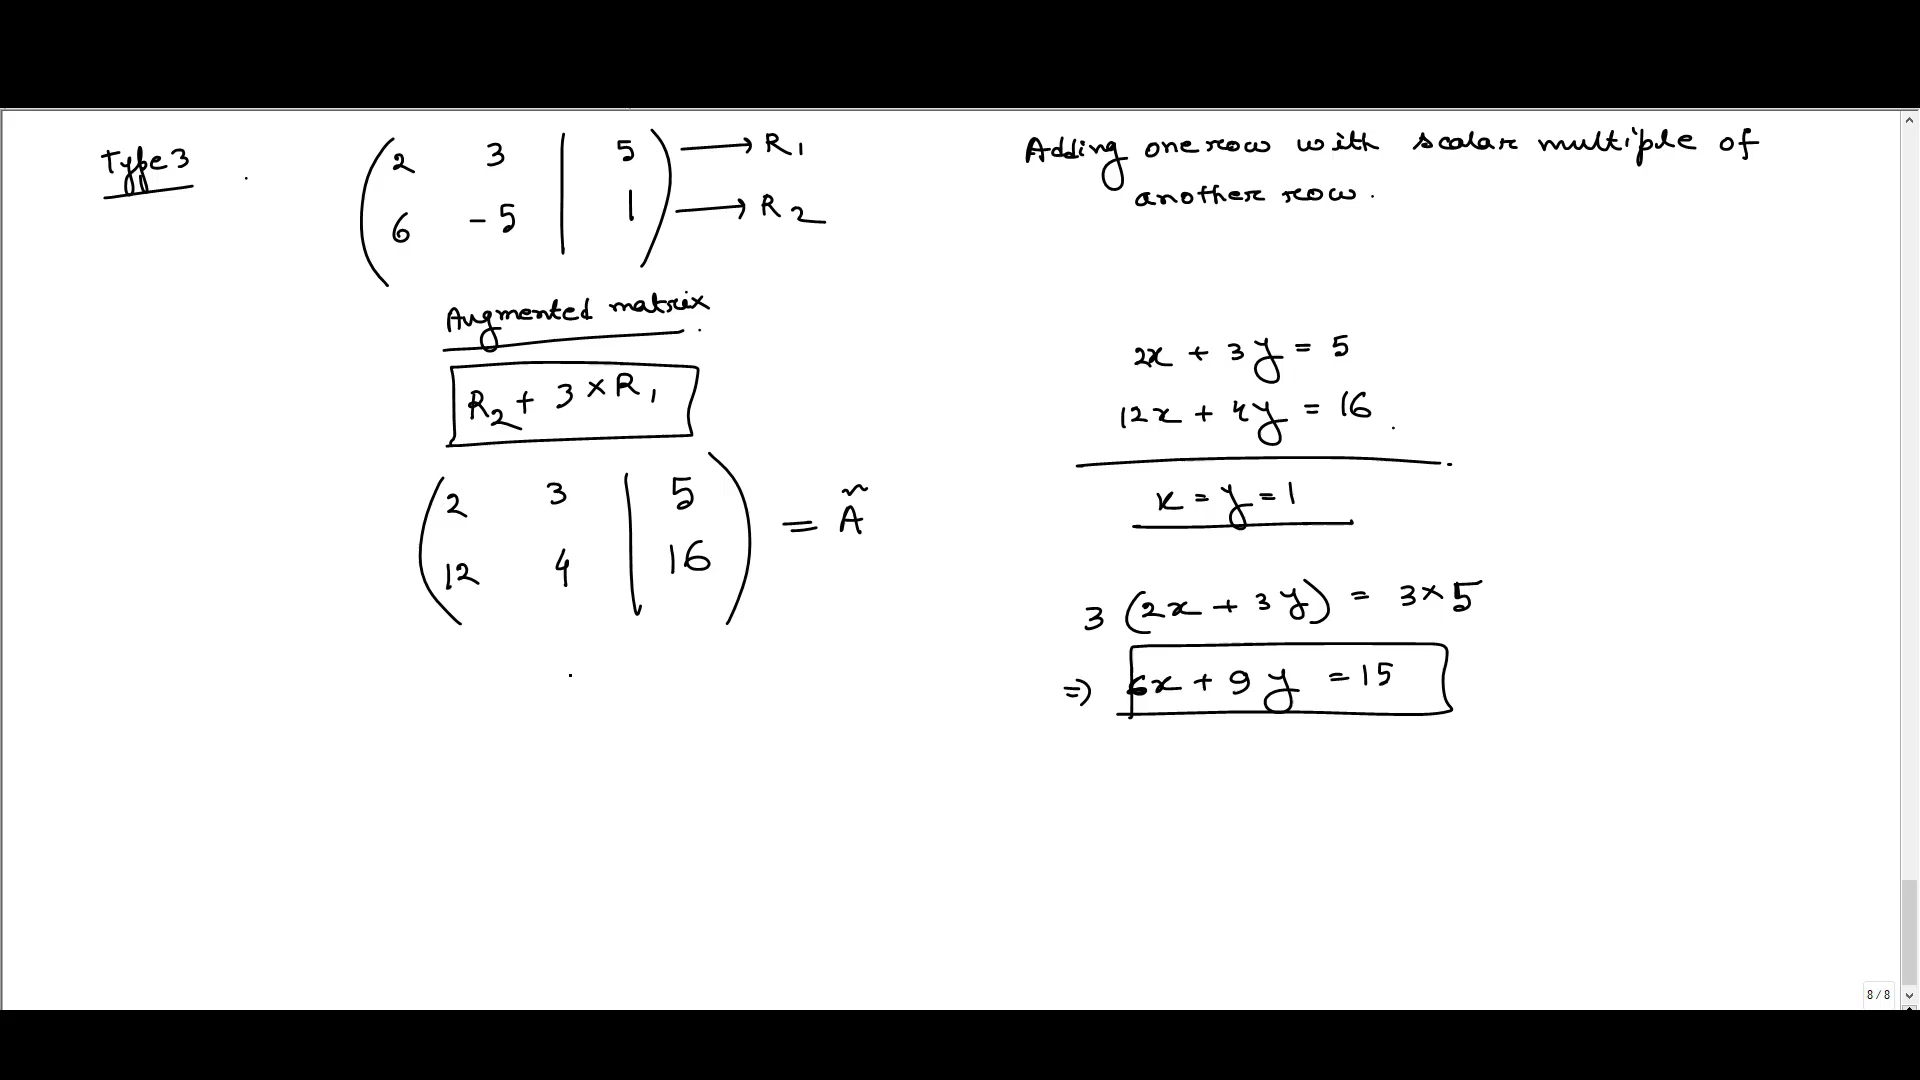 Type 3
2 3 | 5 → R1
6 -5 | 1 → R2
Augmented matrix
R2 + 3 × R1
2 3 | 5
12 4 | 16
= Ã
Adding one row with scalar multiple of
another row.
2x + 3y = 5
12x + 4y = 16
x = y = 1
3 (2x + 3y) = 3×5
⇒ 6x + 9y = 15
8 / 8